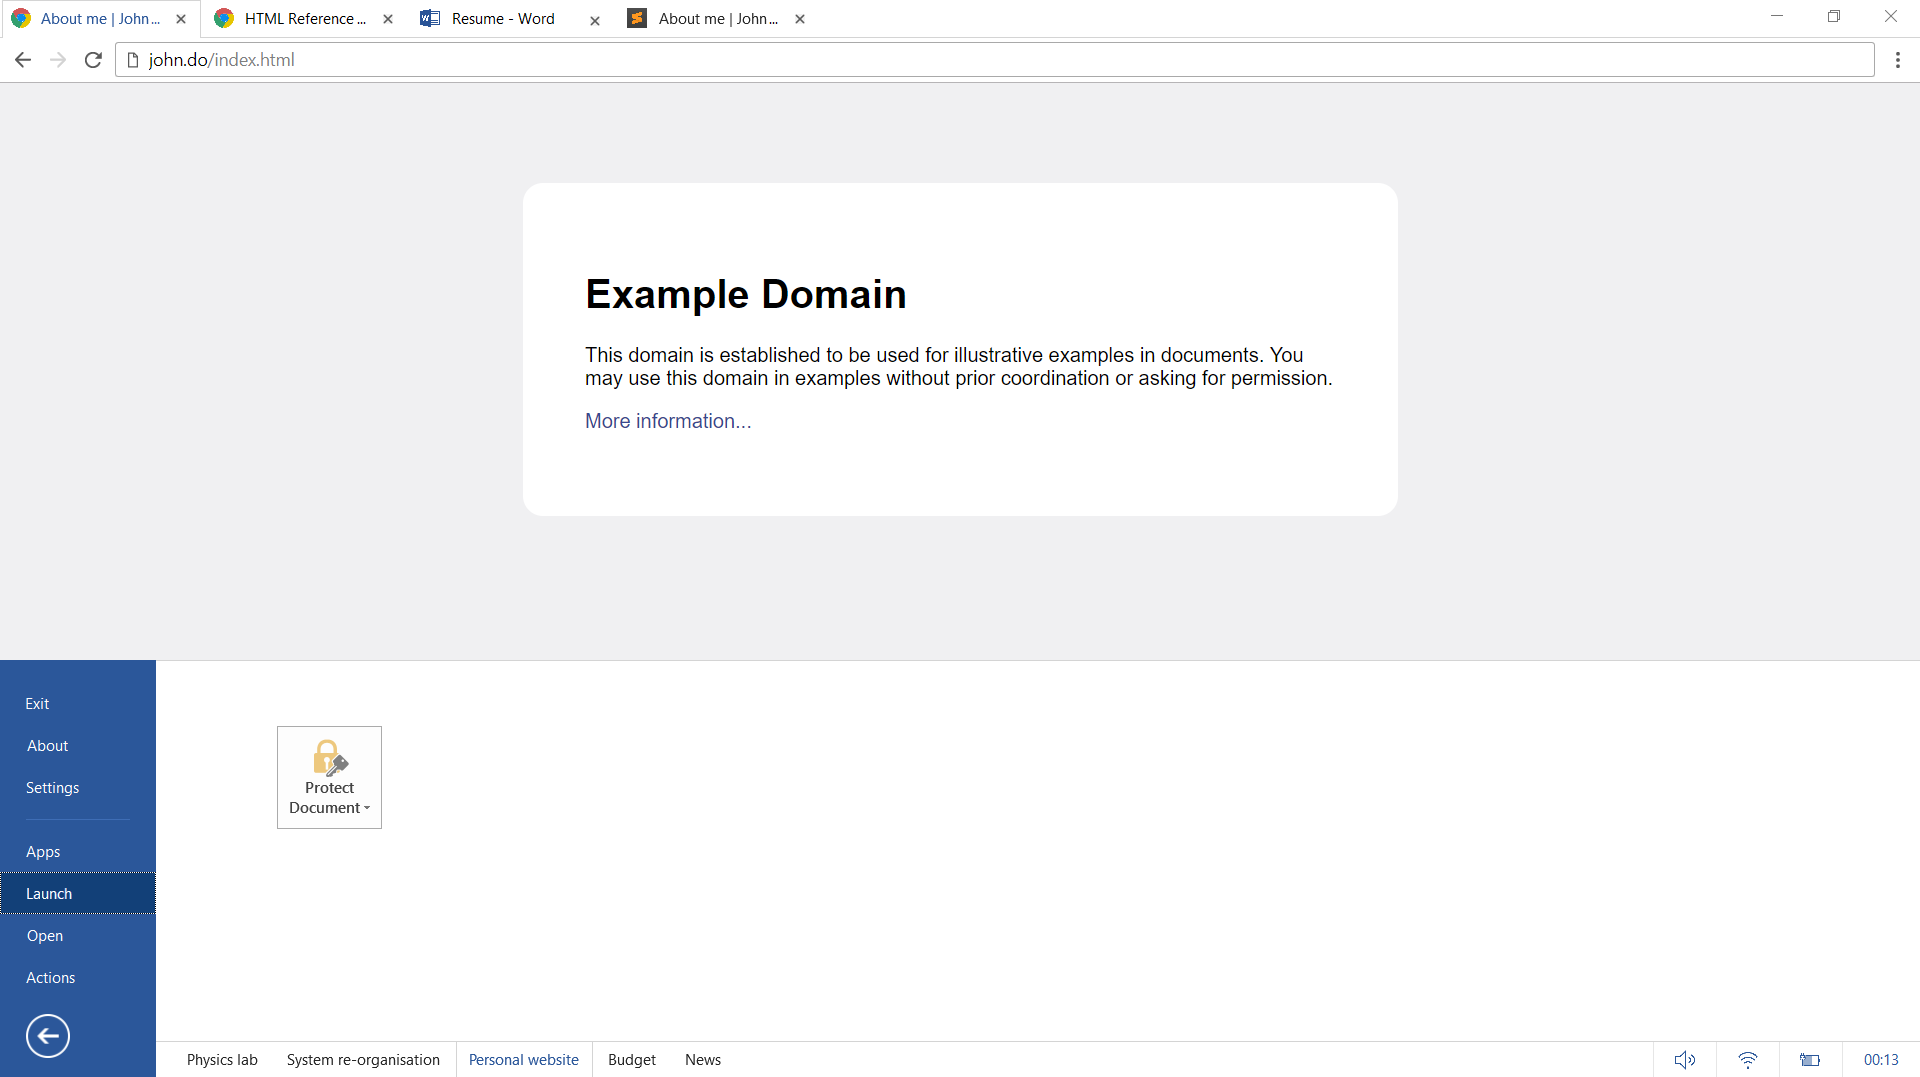 About me | John ...
HTML Reference ...
Resume - Word
About me | John ...
john.do/index.html
Example Domain
This domain is established to be used for illustrative examples in documents. You
may use this domain in examples without prior coordination or asking for permission.
More information...
Exit
About
Settings
Apps
Launch
Open
Actions
Protect
Document
Physics lab
System re-organisation
Personal website
Budget
News
00:13